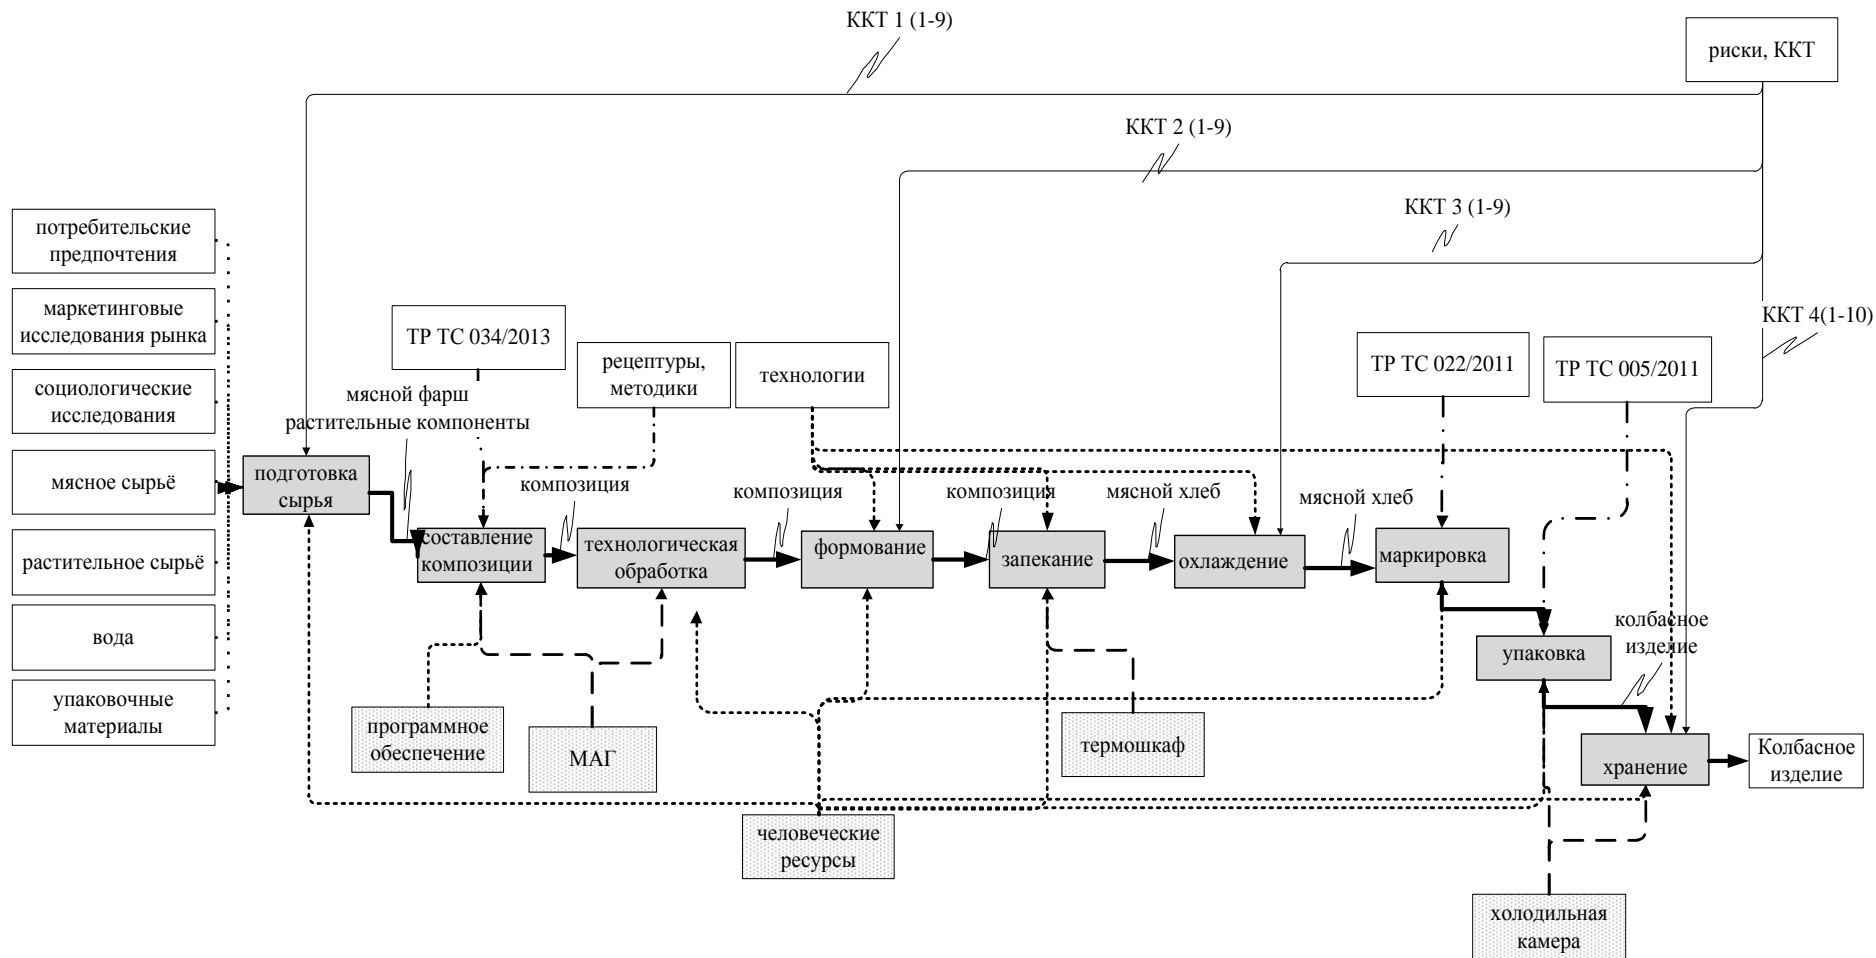 ККТ 1 (1-9)
риски, ККТ
ККТ 2 (1-9)
ККТ 3 (1-9)
ККТ 4(1-10)
потребительские
предпочтения
маркетинговые
исследования рынка
социологические
исследования
мясное сырьё
растительное сырьё
вода
упаковочные
материалы
ТР ТС 034/2013
рецептуры,
методики
технологии
ТР ТС 022/2011
ТР ТС 005/2011
мясной фарш
растительные компоненты
подготовка
сырья
композиция
композиция
композиция
мясной хлеб
мясной хлеб
составление
композиции
технологическая
обработка
формование
запекание
охлаждение
маркировка
упаковка
колбасное
изделие
хранение
Колбасное
изделие
программное
обеспечение
МАГ
термошкаф
человеческие
ресурсы
холодильная
камера